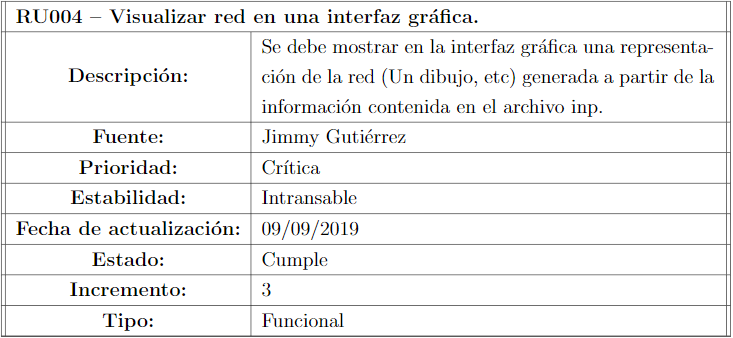 RU004 – Visualizar red en una interfaz gráfica.
Descripción:
Se debe mostrar en la interfaz gráfica una representa-
ción de la red (Un dibujo, etc) generada a partir de la
información contenida en el archivo inp.
Fuente: Jimmy Gutiérrez
Prioridad: Crítica
Estabilidad: Intransable
Fecha de actualización: 09/09/2019
Estado: Cumple
Incremento: 3
Tipo: Funcional